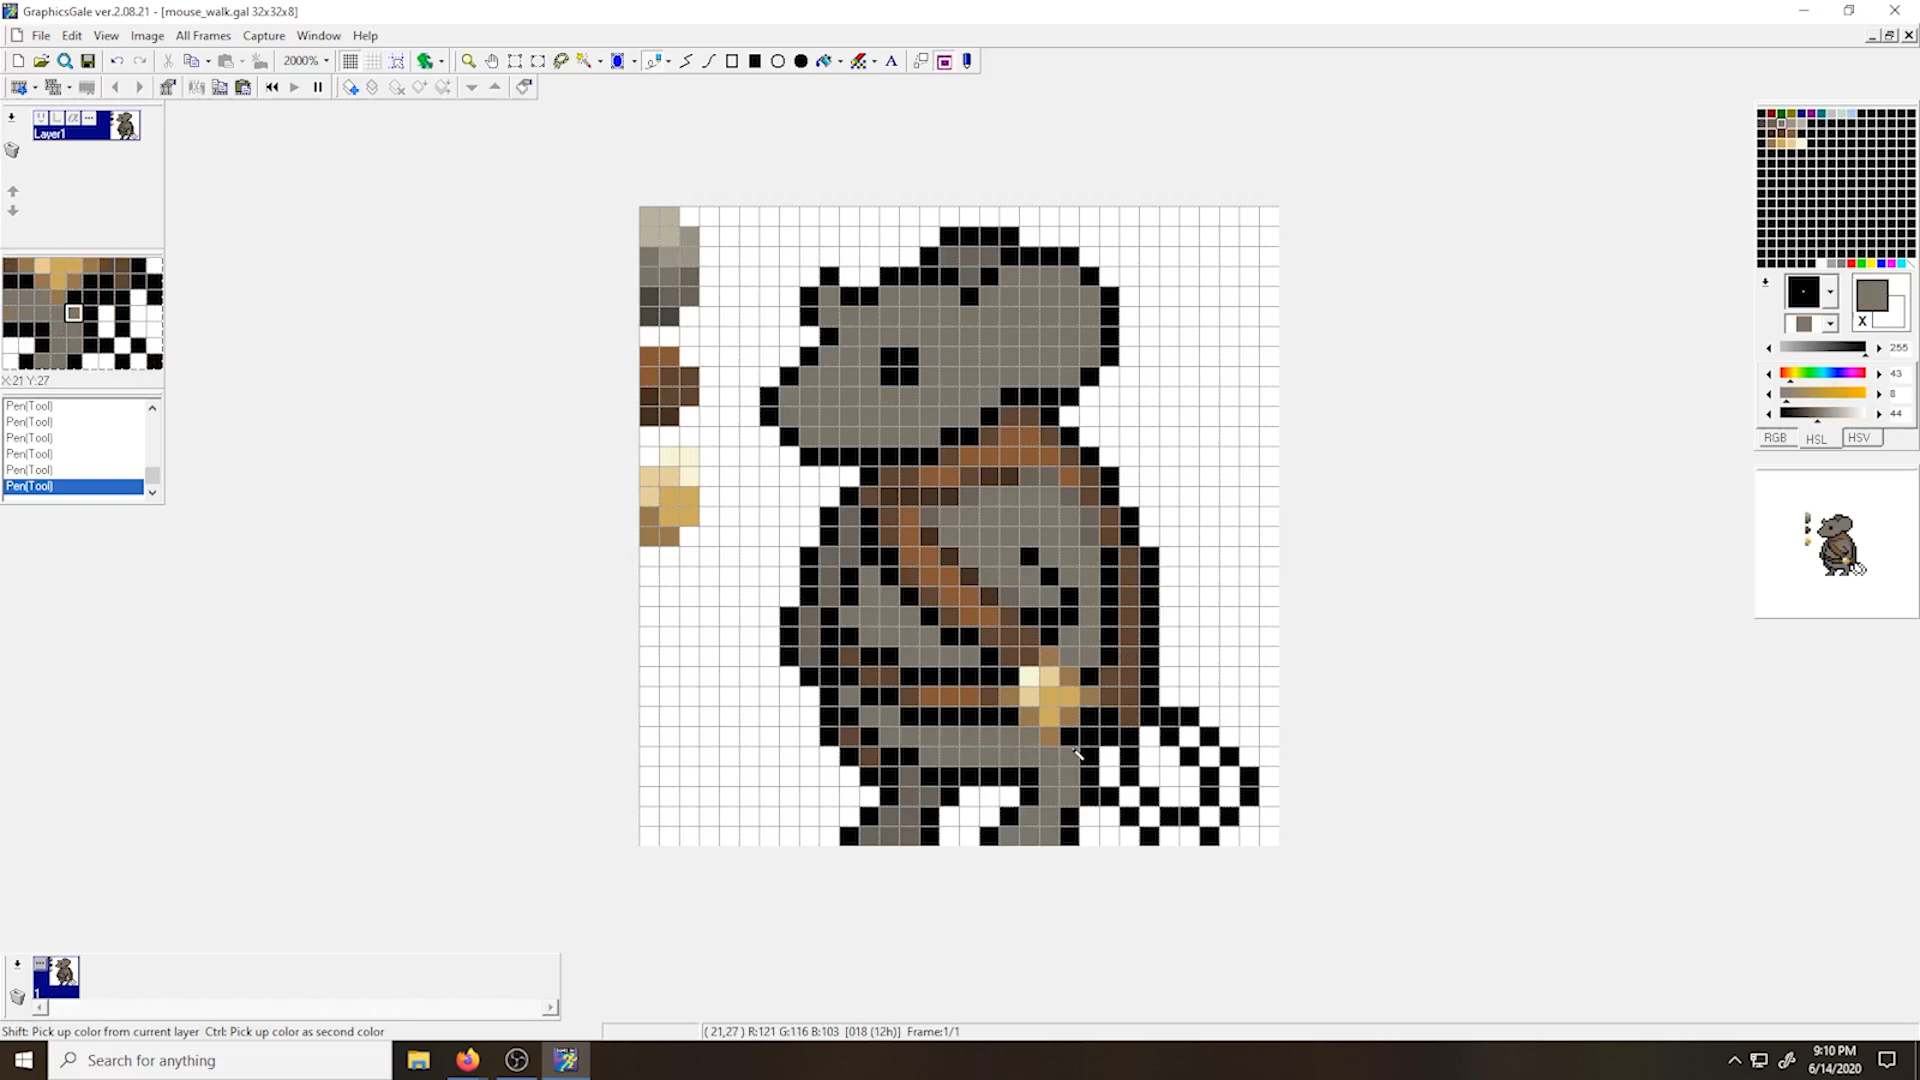 GraphicsGale ver.2.08.21 - [mouse_walk.gal 32x32x8]
File Edit View Image All Frames Capture Window Help
2000%
A
Layer1
X:21 Y:27
Pen(Tool)
Pen(Tool)
Pen(Tool)
Pen(Tool)
Pen(Tool)
Pen(Tool)
X
255
43
8
44
RGB HSL HSV
1
Shift: Pick up color from current layer Ctrl: Pick up color as second color
( 21,27 ) R:121 G:116 B:103 [018 (12h)] Frame:1/1
Search for anything
9:10 PM
6/14/2020